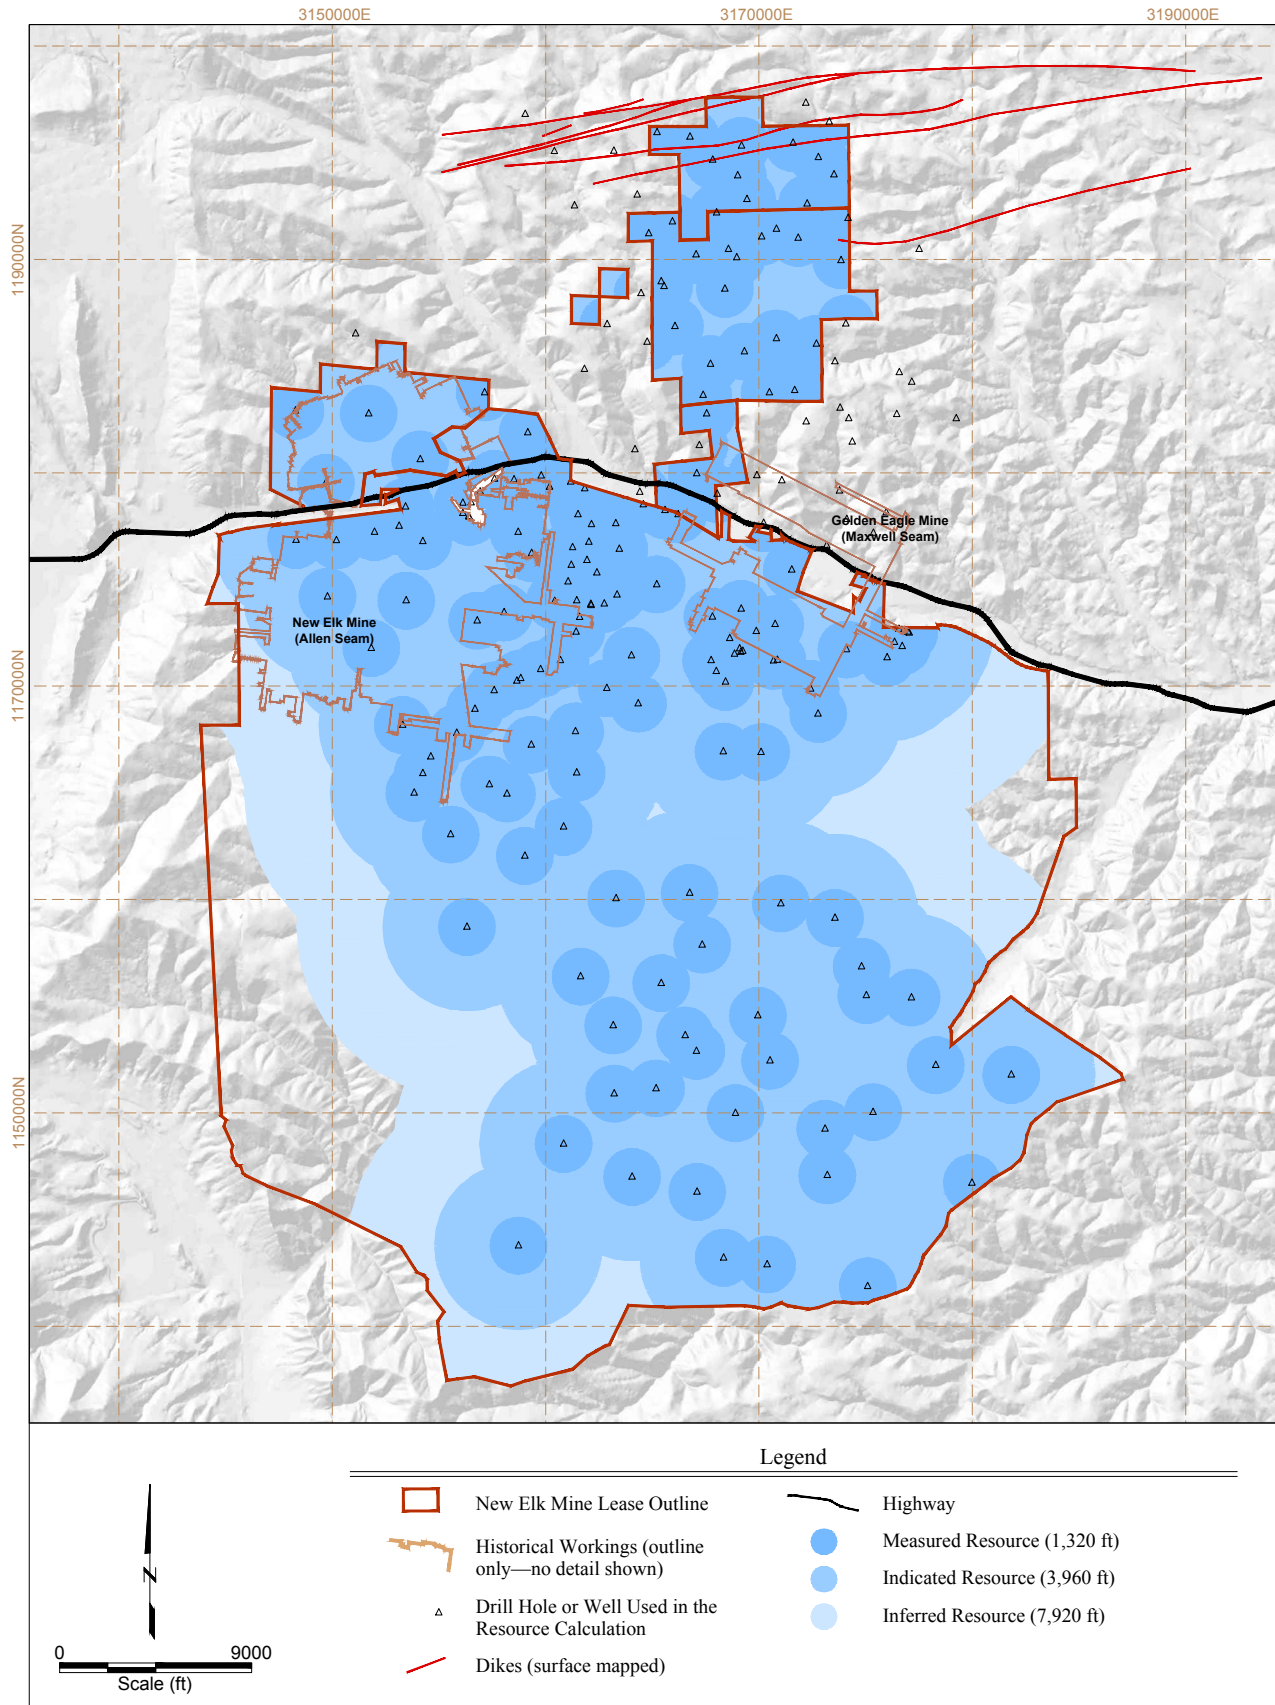 3150000E
3170000E
3190000E
1190000N
Golden Eagle Mine
(Maxwell Seam)
New Elk Mine
(Allen Seam)
1170000N
1150000N
Legend
New Elk Mine Lease Outline
Highway
Historical Workings (outline
only—no detail shown)
Measured Resource (1,320 ft)
Indicated Resource (3,960 ft)
Drill Hole or Well Used in the
Resource Calculation
Inferred Resource (7,920 ft)
Dikes (surface mapped)
N
0 9000
Scale (ft)